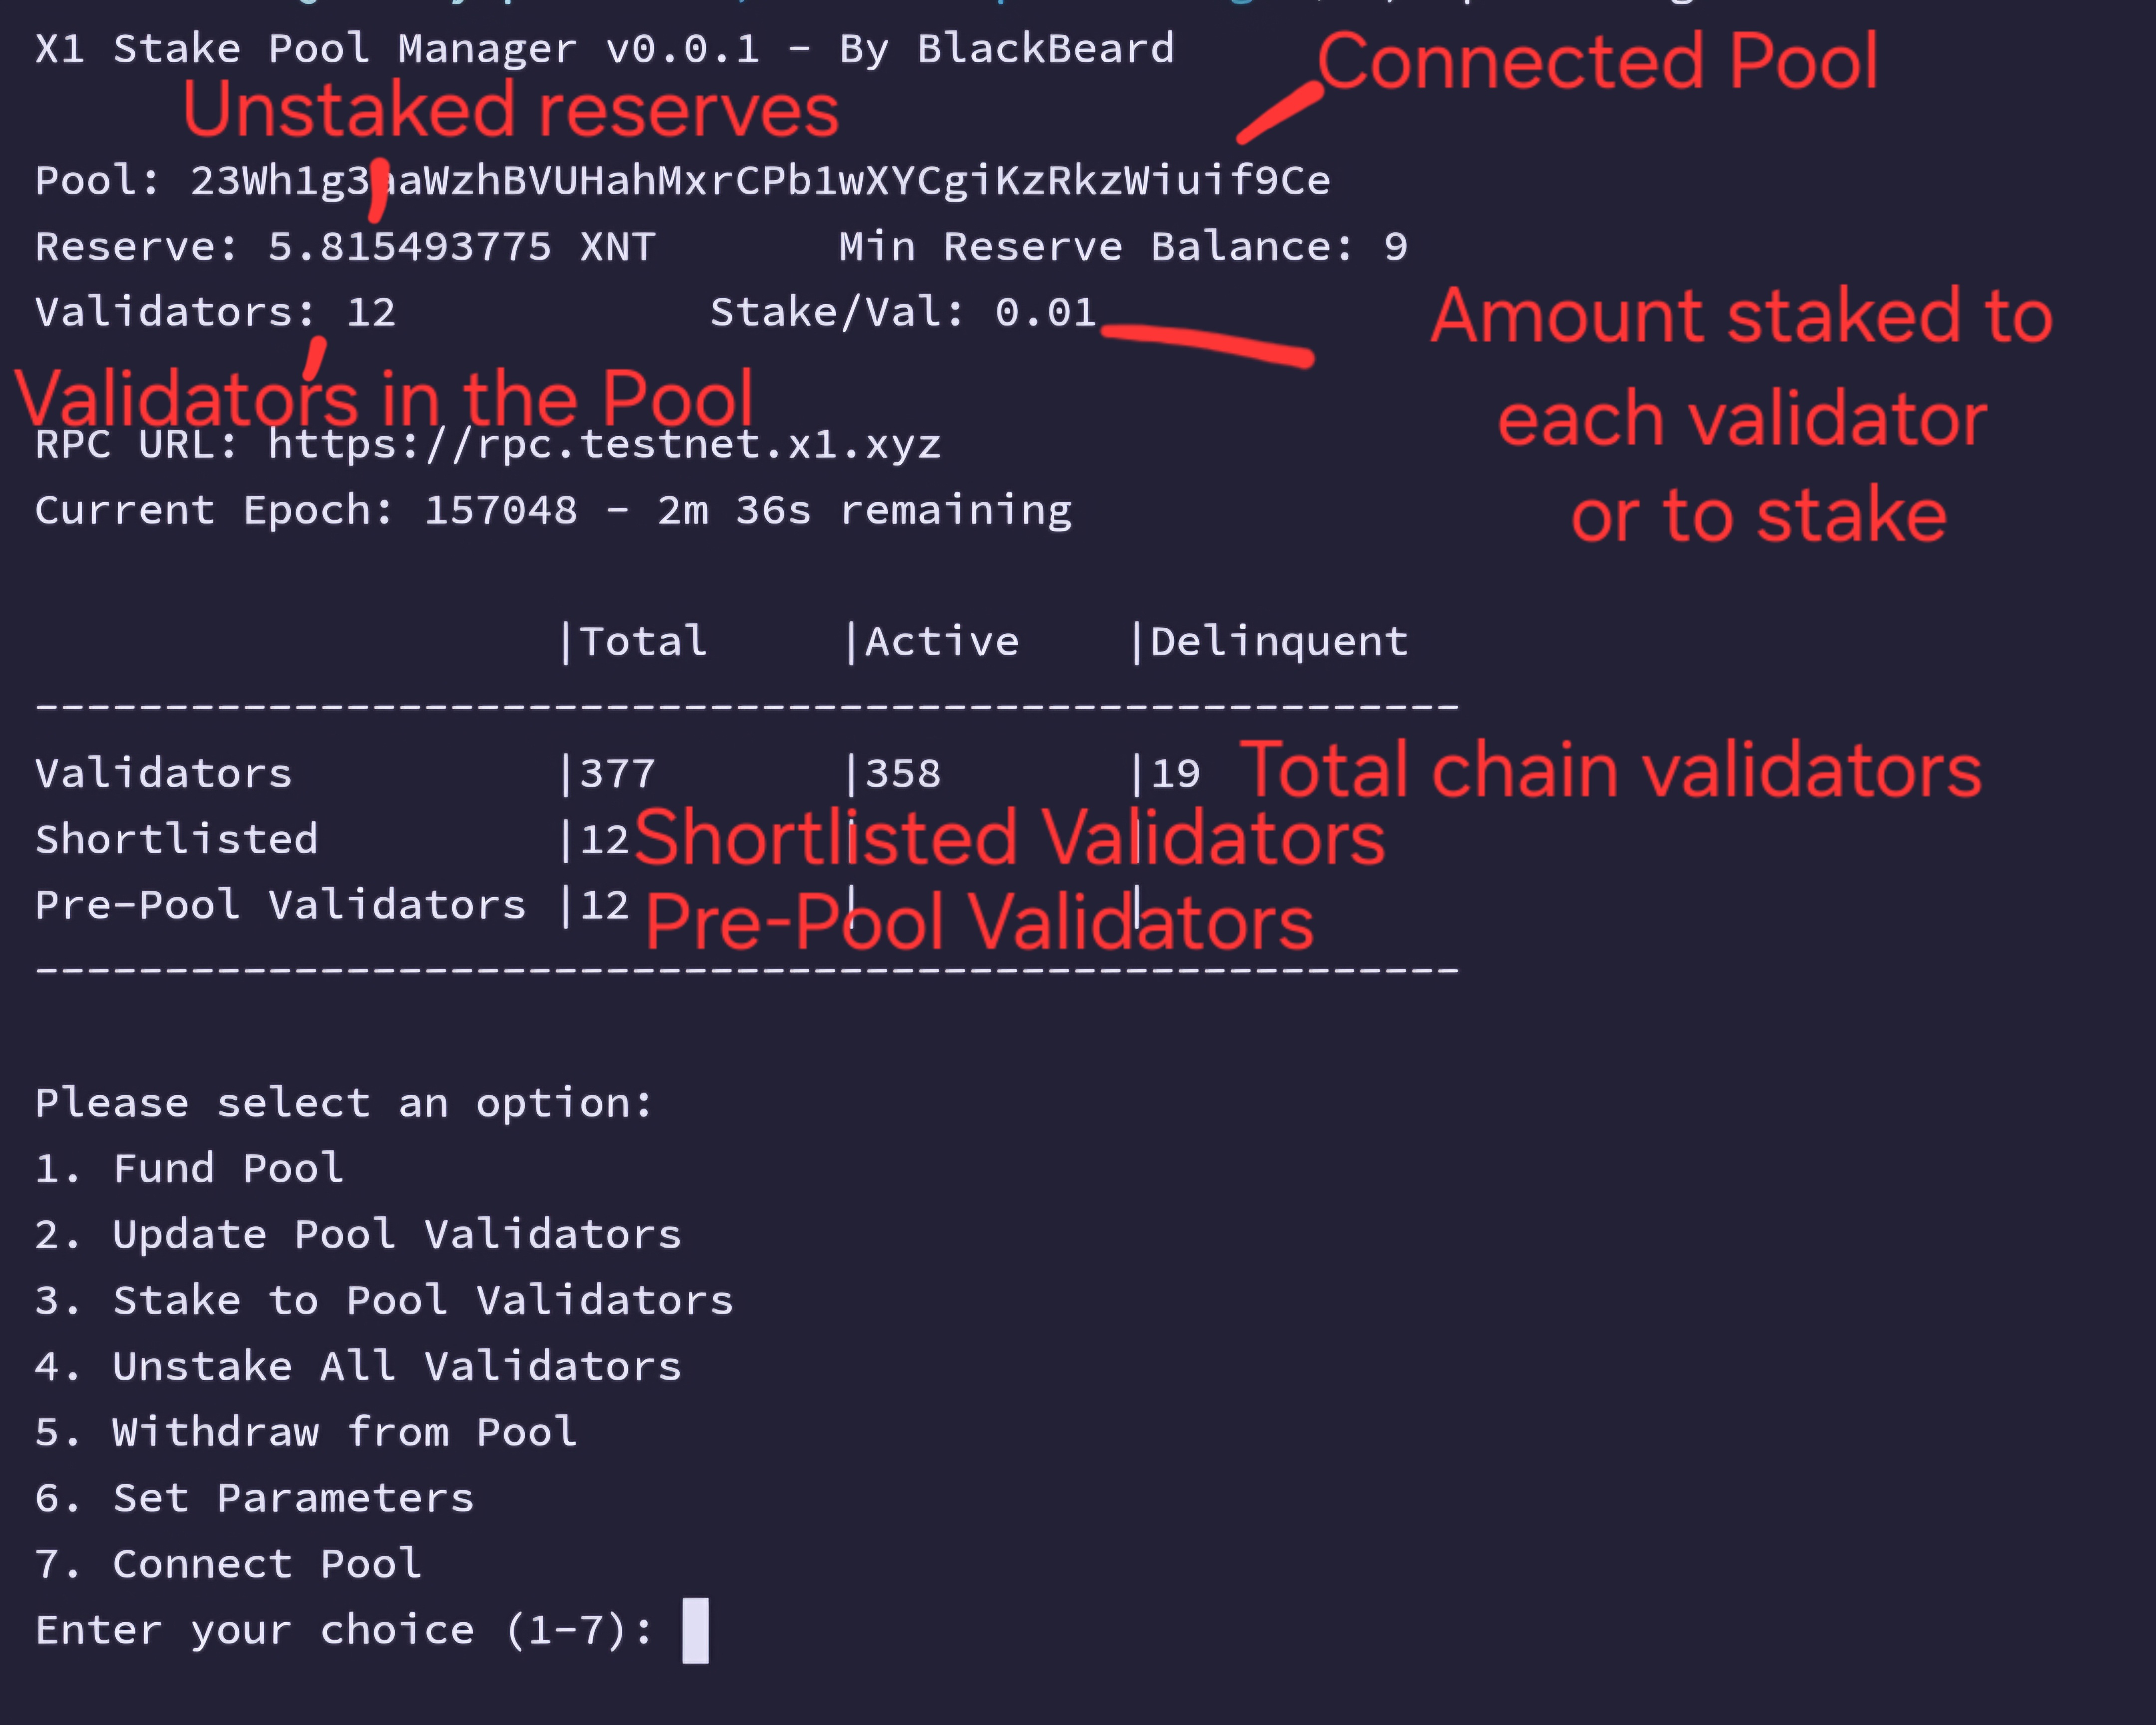 X1 Stake Pool Manager v0.0.1 – By BlackBeard
Connected Pool
Unstaked reserves
Pool:
Reserve: 5.815493775 XNT Min Reserve Balance: 9
Validators: 12 Stake/Val: 0.01
Amount staked to
each validator
or to stake
Validators in the Pool
RPC URL: https://rpc.testnet.x1.xyz
Current Epoch: 157048 – 2m 36s remaining
|Total |Active |Delinquent
-------------------------------------------------------
Validators |377 |358 |19 Total chain validators
Shortlisted |12 | | Shortlisted Validators
Pre-Pool Validators |12 | | Pre-Pool Validators
-------------------------------------------------------
Please select an option:
1. Fund Pool
2. Update Pool Validators
3. Stake to Pool Validators
4. Unstake All Validators
5. Withdraw from Pool
6. Set Parameters
7. Connect Pool
Enter your choice (1-7):